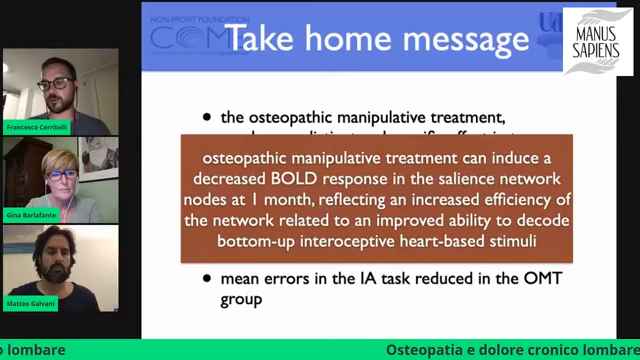 NON-PROFIT FOUNDATION
Take home message
MANUS
SAPIENS
• the osteopathic manipulative treatment,
osteopathic manipulative treatment can induce a
decreased BOLD response in the salience network
nodes at 1 month, reflecting an increased efficiency of
the network related to an improved ability to decode
bottom-up interoceptive heart-based stimuli
• mean errors in the IA task reduced in the OMT
group
Francesco Cerritelli
Gina Barlafante
Matteo Galvani
o lombare
Osteopatia e dolore cronico lombare